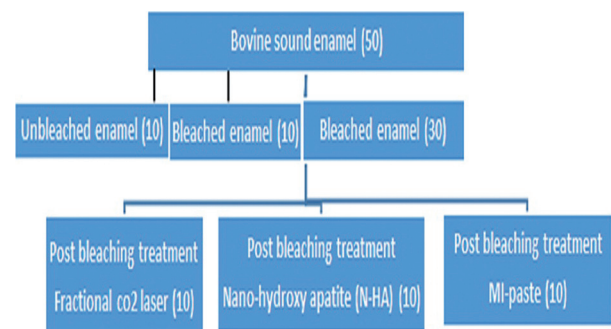 Bovine sound enamel (50)
Unbleached enamel (10)
Bleached enamel (10)
Bleached enamel (30)
Post bleaching treatment
Fractional co2 laser (10)
Post bleaching treatment
Nano-hydroxy apatite (N-HA) (10)
Post bleaching treatment
MI-paste (10)